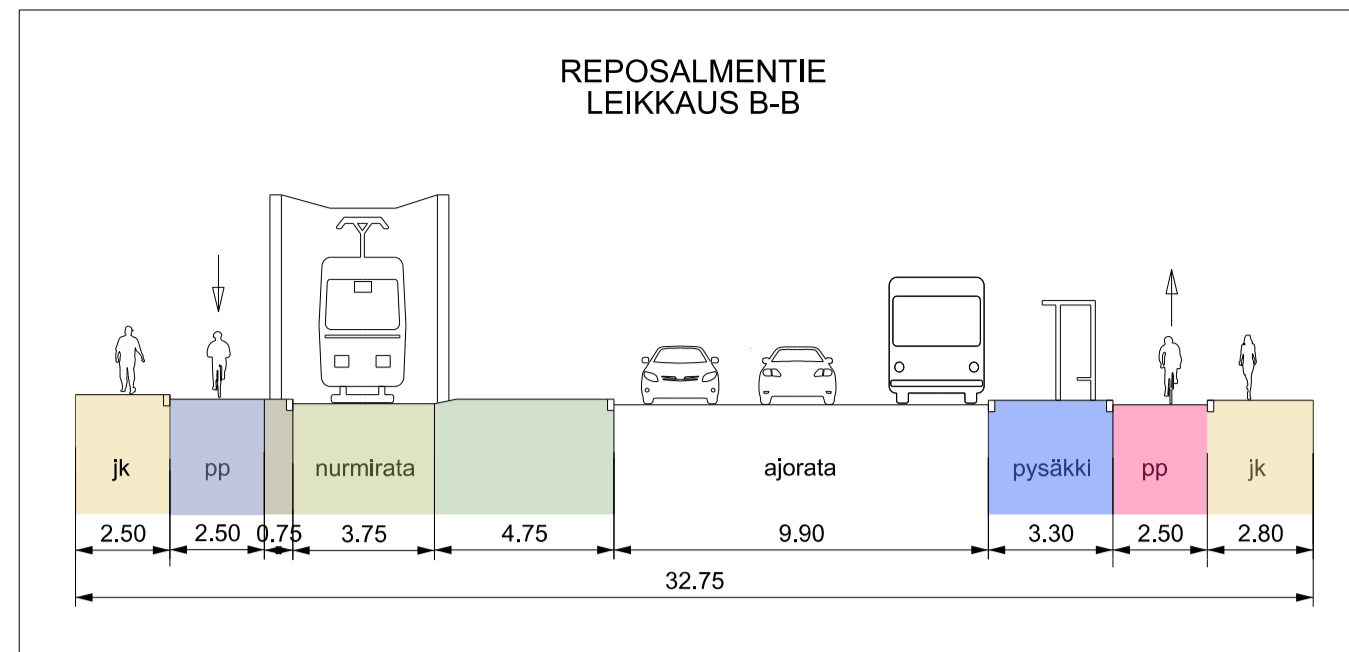 REPOSALMENTIE
LEIKKAUS B-B
jk pp nurmirata ajorata pysäkki pp jk
2.50 2.50 0.75 3.75 4.75 9.90 3.30 2.50 2.80
32.75